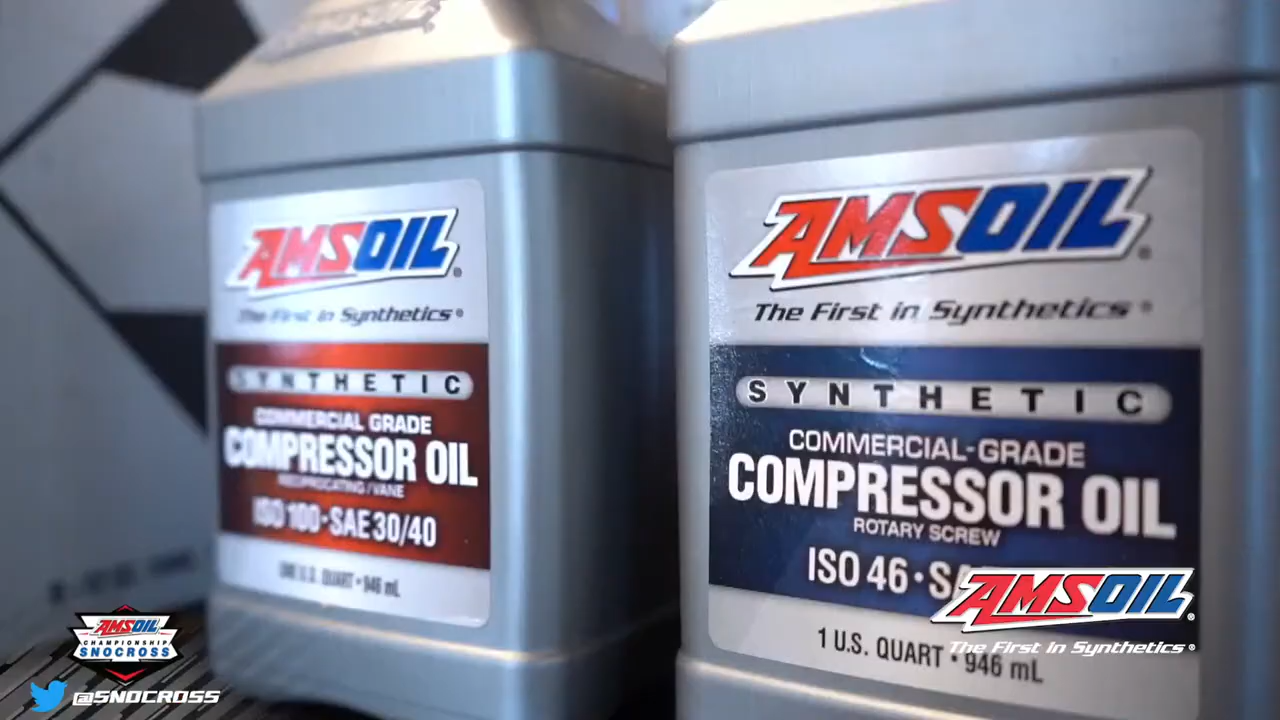 AMSOIL®
The First in Synthetics®
SYNTHETIC
COMMERCIAL GRADE
COMPRESSOR OIL
RECIPROCATING/VANE
ISO 100 • SAE 30/40
ONE U.S. QUART • 946 mL
AMSOIL®
The First in Synthetics®
SYNTHETIC
COMMERCIAL-GRADE
COMPRESSOR OIL
ROTARY SCREW
ISO 46 •
1 U.S. QUART • 946 mL
AMSOIL®
The First in Synthetics®
AMSOIL
CHAMPIONSHIP
SNOCROSS
@SNOCROSS